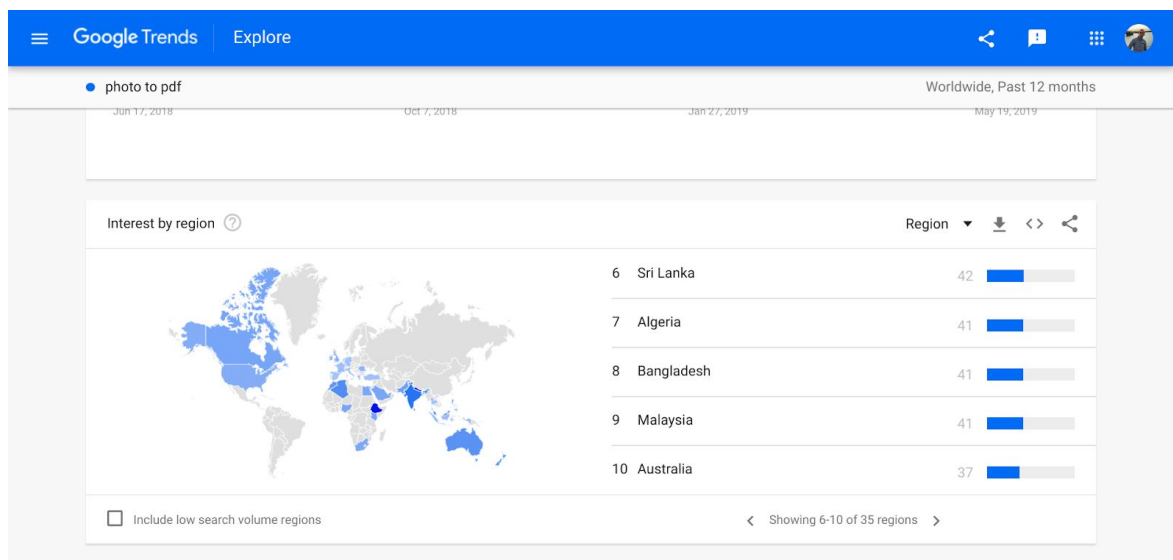 Google Trends Explore
photo to pdf Worldwide, Past 12 months
Jun 17, 2018 Oct 7, 2018 Jan 27, 2019 May 19, 2019
Interest by region ? Region
6 Sri Lanka 42
7 Algeria 41
8 Bangladesh 41
9 Malaysia 41
10 Australia 37
Include low search volume regions Showing 6-10 of 35 regions